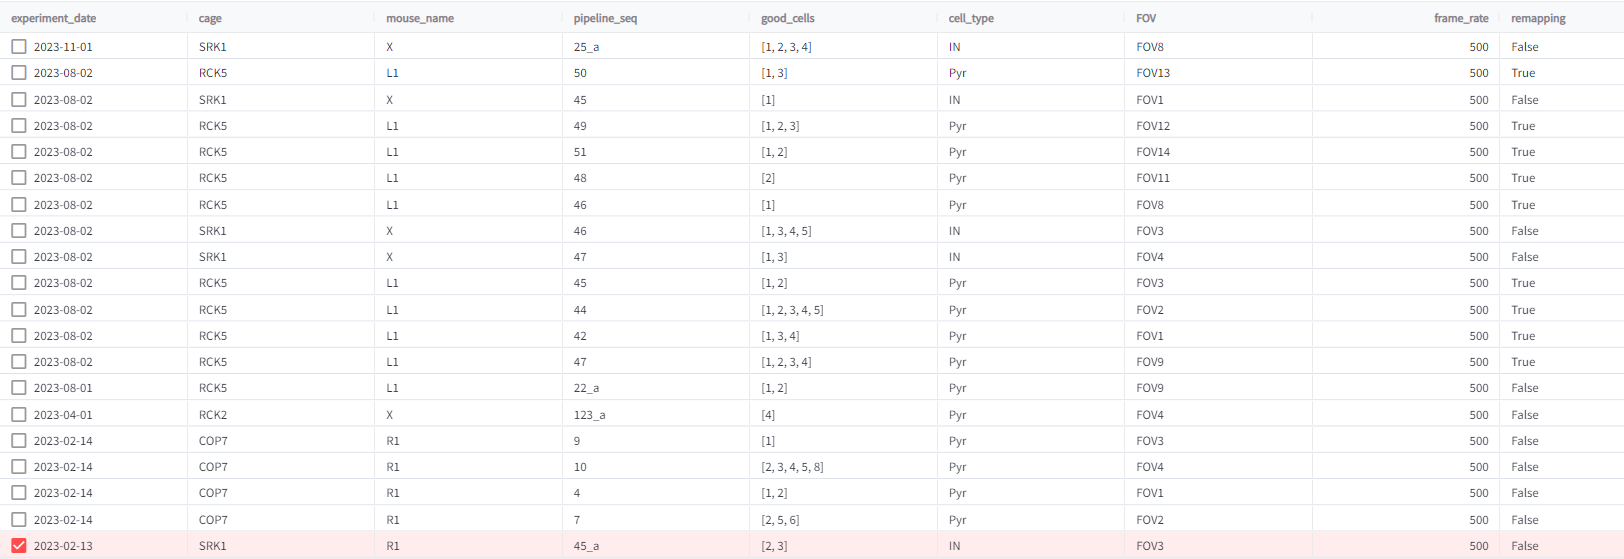 experiment_date cage mouse_name pipeline_seq good_cells cell_type FOV frame_rate remapping
2023-11-01 SRK1 X 25_a [1, 2, 3, 4] IN FOV8 500 False
2023-08-02 RCK5 L1 50 [1, 3] Pyr FOV13 500 True
2023-08-02 SRK1 X 45 [1] IN FOV1 500 False
2023-08-02 RCK5 L1 49 [1, 2, 3] Pyr FOV12 500 True
2023-08-02 RCK5 L1 51 [1, 2] Pyr FOV14 500 True
2023-08-02 RCK5 L1 48 [2] Pyr FOV11 500 True
2023-08-02 RCK5 L1 46 [1] Pyr FOV8 500 True
2023-08-02 SRK1 X 46 [1, 3, 4, 5] IN FOV3 500 False
2023-08-02 SRK1 X 47 [1, 3] IN FOV4 500 False
2023-08-02 RCK5 L1 45 [1, 2] Pyr FOV3 500 True
2023-08-02 RCK5 L1 44 [1, 2, 3, 4, 5] Pyr FOV2 500 True
2023-08-02 RCK5 L1 42 [1, 3, 4] Pyr FOV1 500 True
2023-08-02 RCK5 L1 47 [1, 2, 3, 4] Pyr FOV9 500 True
2023-08-01 RCK5 L1 22_a [1, 2] Pyr FOV9 500 False
2023-04-01 RCK2 X 123_a [4] Pyr FOV4 500 False
2023-02-14 COP7 R1 9 [1] Pyr FOV3 500 False
2023-02-14 COP7 R1 10 [2, 3, 4, 5, 8] Pyr FOV4 500 False
2023-02-14 COP7 R1 4 [1, 2] Pyr FOV1 500 False
2023-02-14 COP7 R1 7 [2, 5, 6] Pyr FOV2 500 False
2023-02-13 SRK1 R1 45_a [2, 3] IN FOV3 500 False